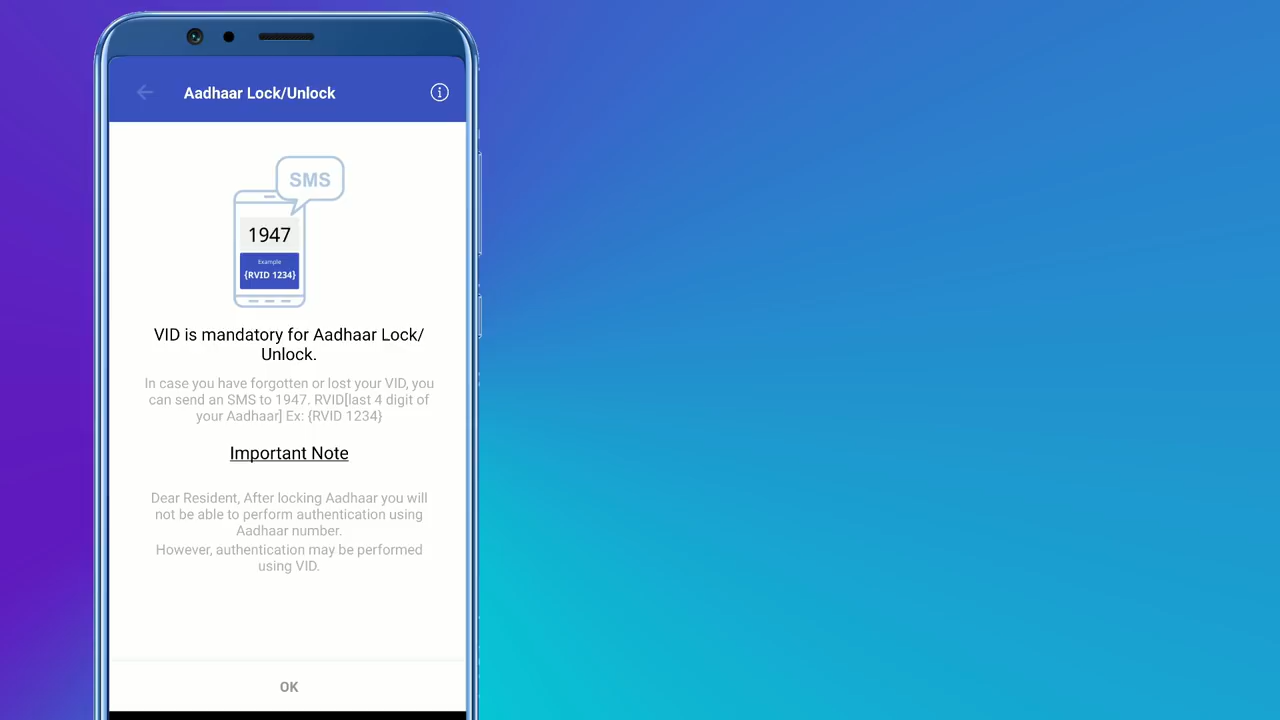 Aadhaar Lock/Unlock
SMS
1947
Example
{RVID 1234}
VID is mandatory for Aadhaar Lock/
Unlock.
In case you have forgotten or lost your VID, you
can send an SMS to 1947. RVID[last 4 digit of
your Aadhaar] Ex: {RVID 1234}
Important Note
Dear Resident, After locking Aadhaar you will
not be able to perform authentication using
Aadhaar number.
However, authentication may be performed
using VID.
OK